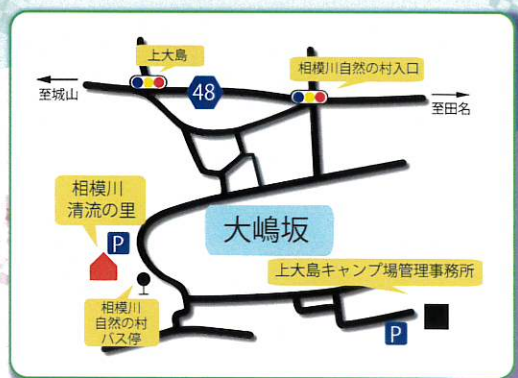 上大島
48
相模川自然の村入口
至城山
至田名
相模川
清流の里
P
大嶋坂
上大島キャンプ場管理事務所
相模川
自然の村
バス停
P